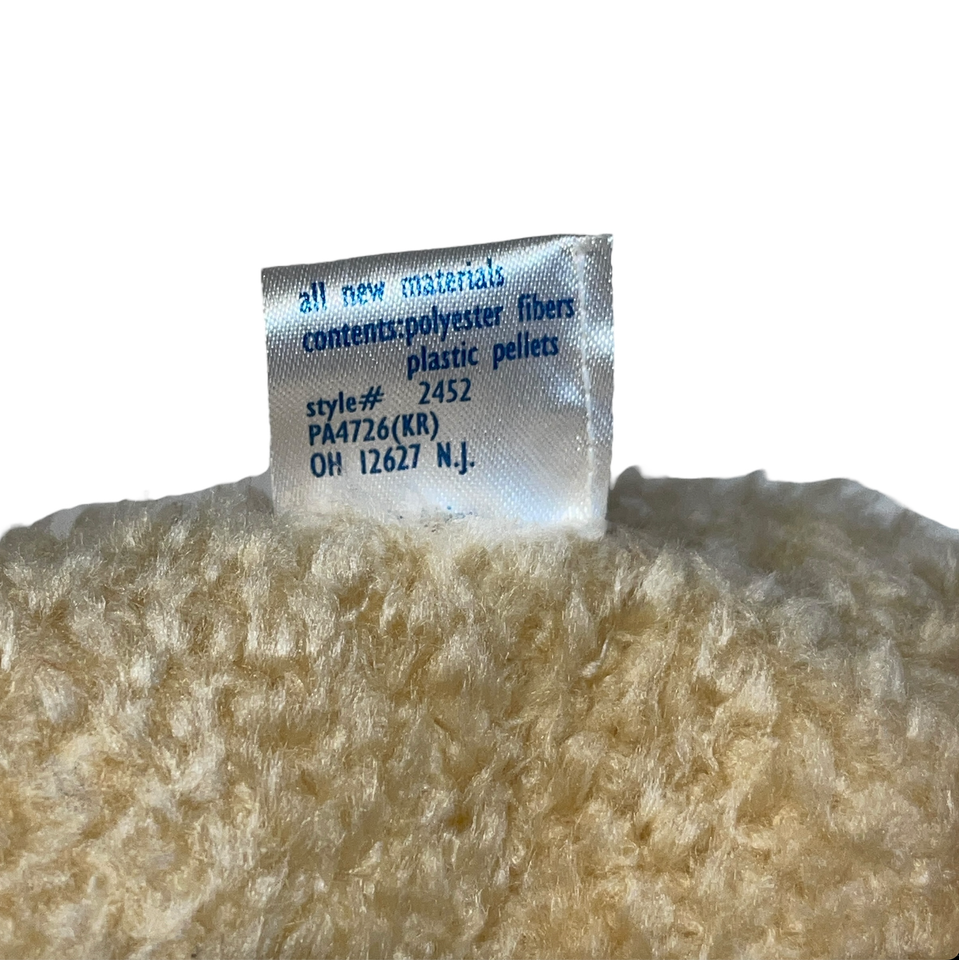 all new materials
contents:polyester fibers
plastic pellets
style# 2452
PA4726(KR)
OH 12627 N.J.